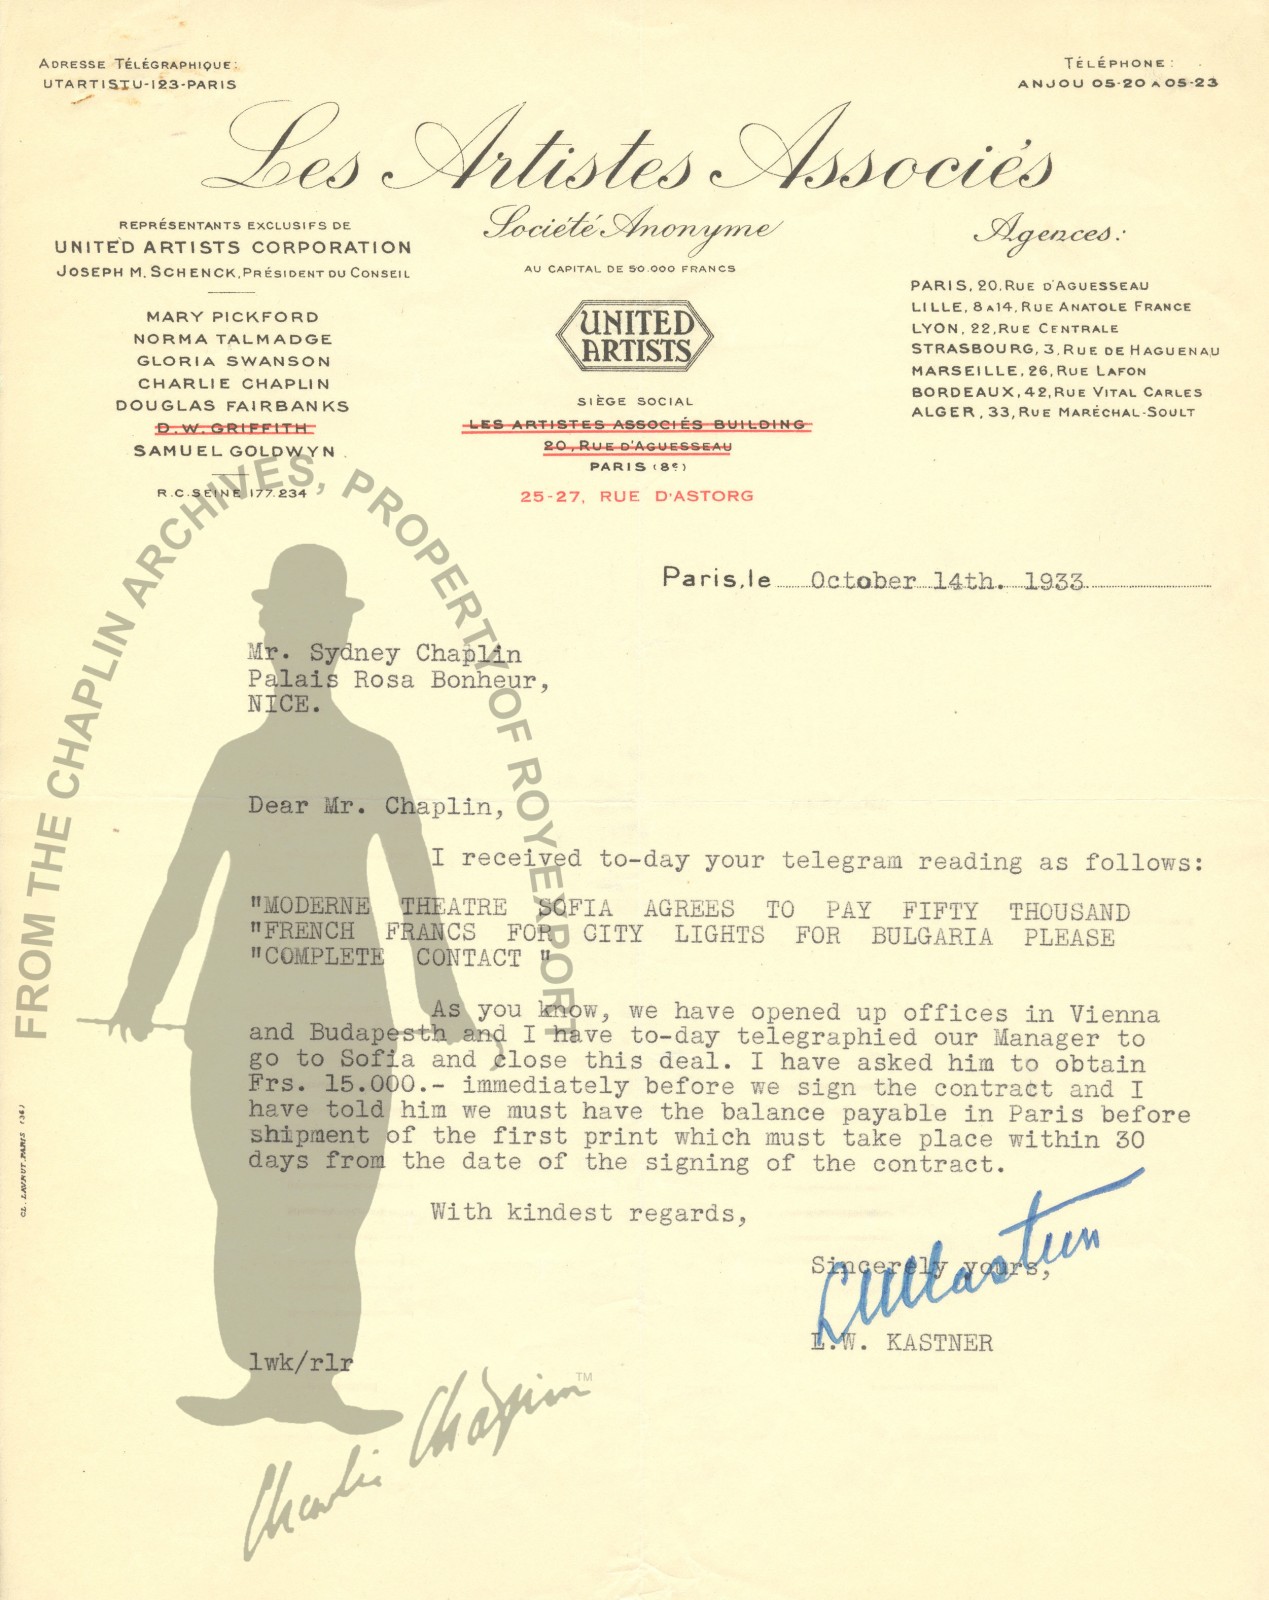 ADRESSE TÉLÉGRAPHIQUE:
UTARTISTU-123-PARIS
TÉLÉPHONE:
ANJOU 05-20 A 05-23
Les Artistes Associés
Société Anonyme
AU CAPITAL DE 50.000 FRANCS
REPRÉSENTANTS EXCLUSIFS DE
UNITED ARTISTS CORPORATION
JOSEPH M. SCHENCK, PRÉSIDENT DU CONSEIL
MARY PICKFORD
NORMA TALMADGE
GLORIA SWANSON
CHARLIE CHAPLIN
DOUGLAS FAIRBANKS
D.W. GRIFFITH
SAMUEL GOLDWYN
R.C. SEINE 177.234
UNITED
ARTISTS
SIÈGE SOCIAL
LES ARTISTES ASSOCIÉS BUILDING
20, RUE D'AGUESSEAU
PARIS (8e)
25-27, RUE D'ASTORG
Agences:
PARIS, 20, RUE D'AGUESSEAU
LILLE, 8 A 14, RUE ANATOLE FRANCE
LYON, 22, RUE CENTRALE
STRASBOURG, 3, RUE DE HAGUENAU
MARSEILLE, 26, RUE LAFON
BORDEAUX, 42, RUE VITAL CARLES
ALGER, 33, RUE MARÉCHAL-SOULT
FROM THE CHAPLIN ARCHIVES, PROPERTY OF ROY EXPORT
Paris, le October 14th. 1933
Mr. Sydney Chaplin
Palais Rosa Bonheur,
NICE.
Dear Mr. Chaplin,
I received to-day your telegram reading as follows:
"MODERNE THEATRE SOFIA AGREES TO PAY FIFTY THOUSAND
"FRENCH FRANCS FOR CITY LIGHTS FOR BULGARIA PLEASE
"COMPLETE CONTACT "
As you know, we have opened up offices in Vienna
and Budapesth and I have to-day telegraphied our Manager to
go to Sofia and close this deal. I have asked him to obtain
Frs. 15.000.- immediately before we sign the contract and I
have told him we must have the balance payable in Paris before
shipment of the first print which must take place within 30
days from the date of the signing of the contract.
With kindest regards,
Sincerely yours,
LWKastner
L.W. KASTNER
lwk/rlr
Charlie Chaplin TM
CL. LAVRUT. PARIS (36)